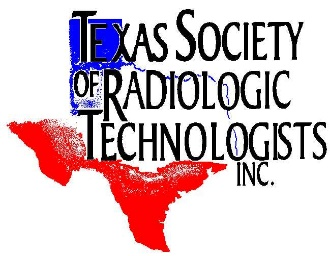 TEXAS SOCIETY
OF RADIOLOGIC
TECHNOLOGISTS
INC.